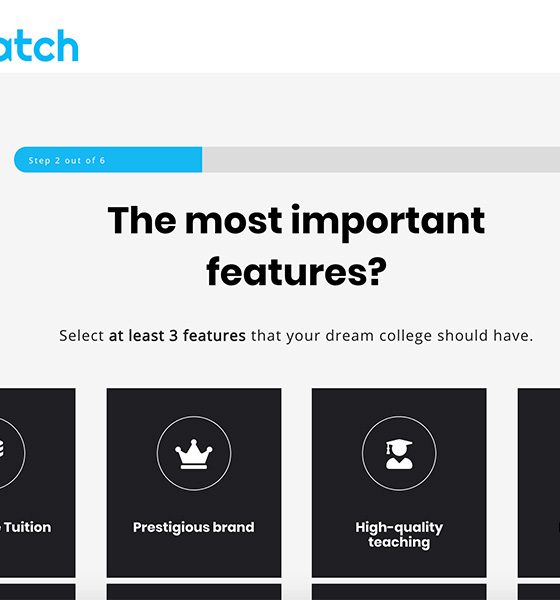 atch
Step 2 out of 6
The most important
features?
Select at least 3 features that your dream college should have.
Tuition
Prestigious brand
High-quality
teaching